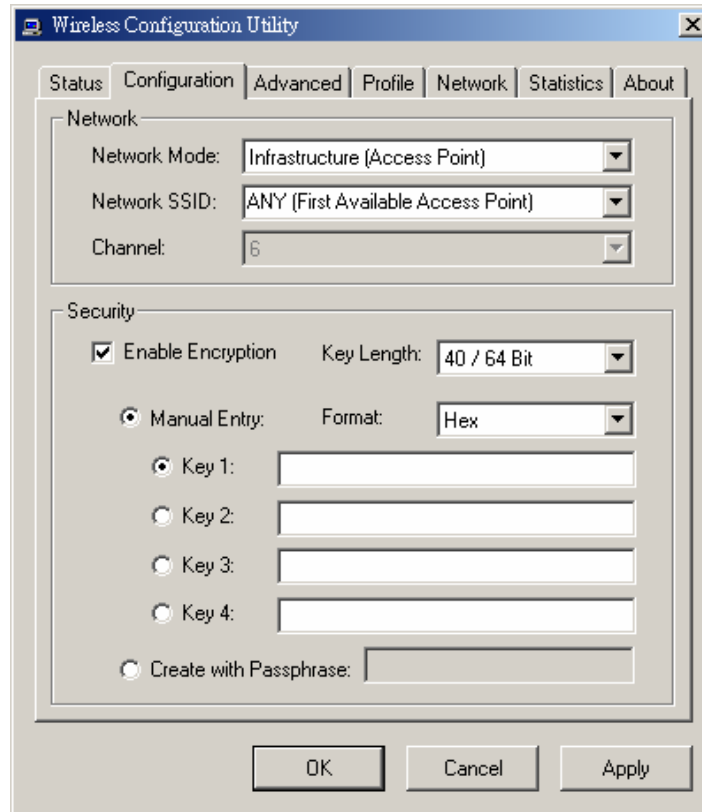 Wireless Configuration Utility
Status Configuration Advanced Profile Network Statistics About
Network
Network Mode: Infrastructure (Access Point)
Network SSID: ANY (First Available Access Point)
Channel: 6
Security
Enable Encryption Key Length: 40 / 64 Bit
Manual Entry: Format: Hex
Key 1:
Key 2:
Key 3:
Key 4:
Create with Passphrase:
OK Cancel Apply